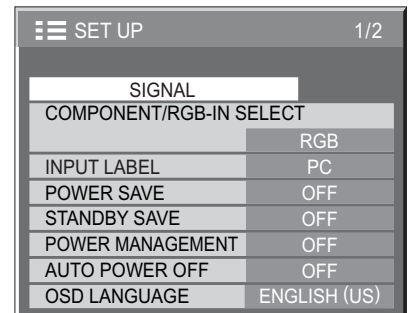 SET UP 1/2
SIGNAL
COMPONENT/RGB-IN SELECT
RGB
INPUT LABEL PC
POWER SAVE OFF
STANDBY SAVE OFF
POWER MANAGEMENT OFF
AUTO POWER OFF OFF
OSD LANGUAGE ENGLISH (US)